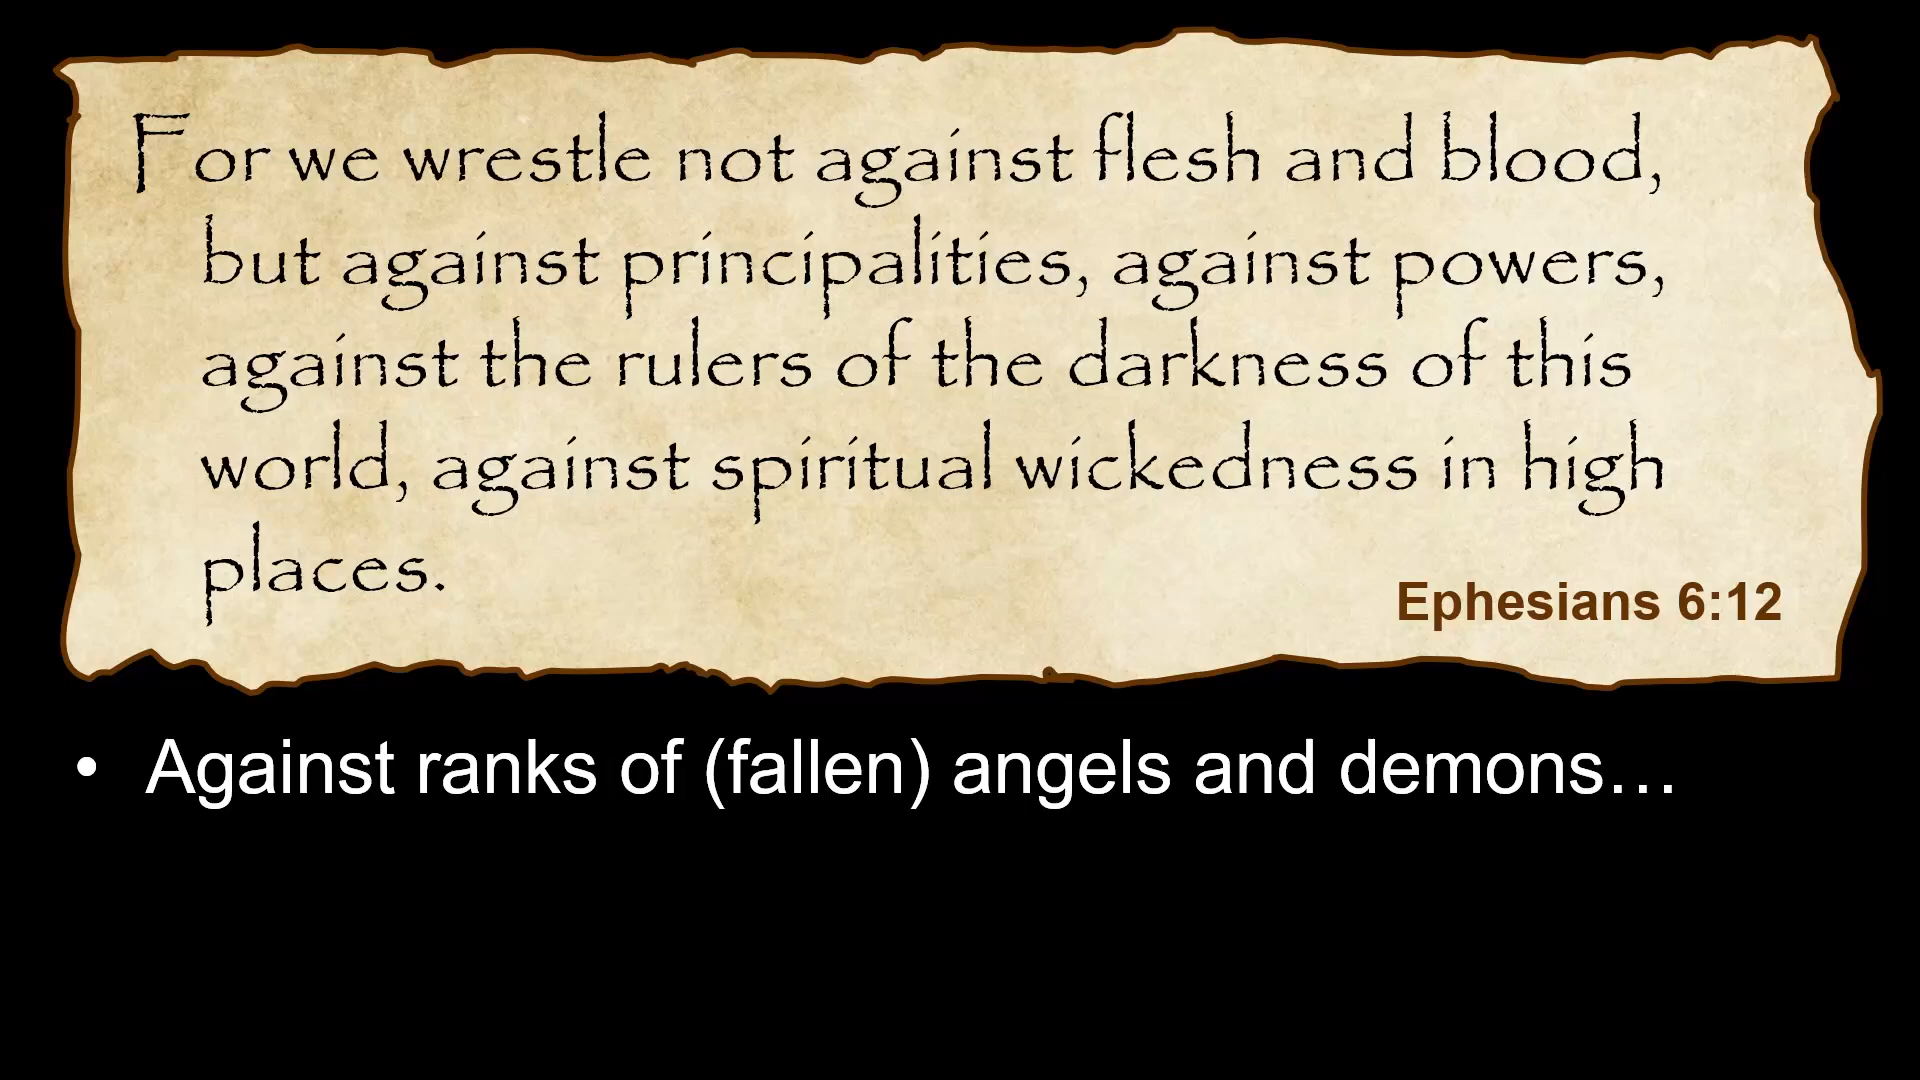 For we wrestle not against flesh and blood,
but against principalities, against powers,
against the rulers of the darkness of this
world, against spiritual wickedness in high
places.
Ephesians 6:12
• Against ranks of (fallen) angels and demons…